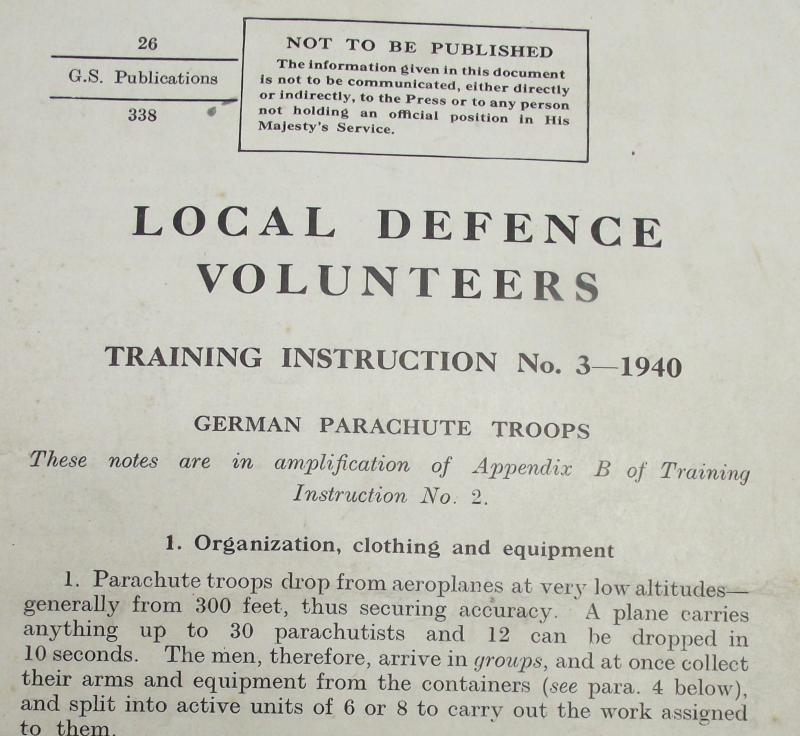 26
G.S. Publications
338
NOT TO BE PUBLISHED
The information given in this document
is not to be communicated, either directly
or indirectly, to the Press or to any person
not holding an official position in His
Majesty's Service.
LOCAL DEFENCE
VOLUNTEERS
TRAINING INSTRUCTION No. 3—1940
GERMAN PARACHUTE TROOPS
These notes are in amplification of Appendix B of Training
Instruction No. 2.
1. Organization, clothing and equipment
1. Parachute troops drop from aeroplanes at very low altitudes—
generally from 300 feet, thus securing accuracy. A plane carries
anything up to 30 parachutists and 12 can be dropped in
10 seconds. The men, therefore, arrive in groups, and at once collect
their arms and equipment from the containers (see para. 4 below),
and split into active units of 6 or 8 to carry out the work assigned
to them.